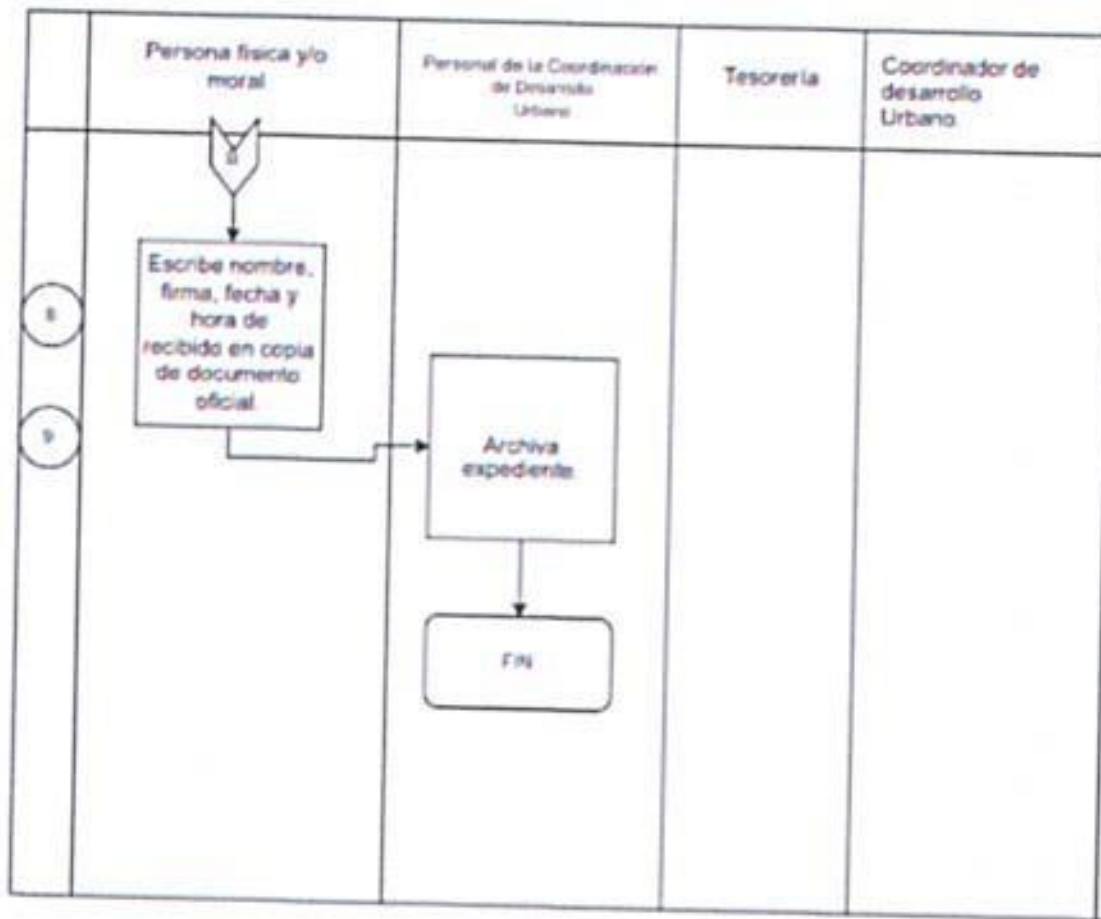 Persona física y/o
moral
Personal de la Coordinación
de Desarrollo
Urbano
Tesorería
Coordinador de
desarrollo
Urbano.
Escribe nombre,
firma, fecha y
hora de
recibido en copia
de documento
oficial.
8
9
Archiva
expediente.
FIN